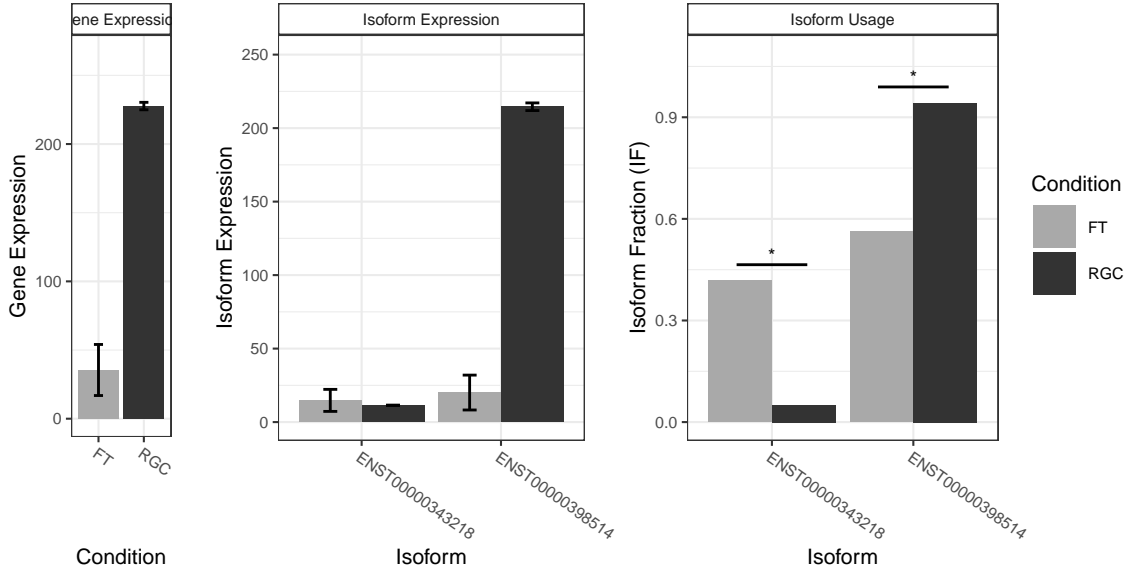 ene Expressio
Gene Expression
200
100
0
FT
RGC
Condition
Isoform Expression
Isoform Expression
250
200
150
100
50
0
ENST00000343218
ENST00000398514
Isoform
Isoform Usage
Isoform Fraction (IF)
0.9
0.6
0.3
0.0
*
*
ENST00000343218
ENST00000398514
Isoform
Condition
FT
RGC